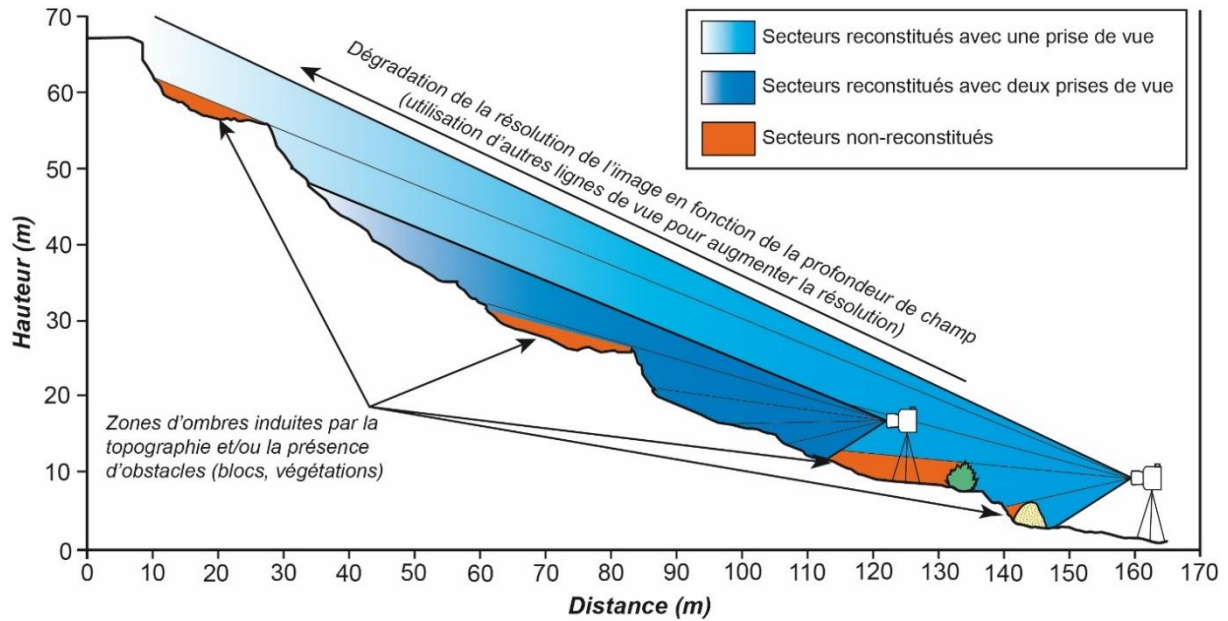 Secteurs reconstitués avec une prise de vue
Secteurs reconstitués avec deux prises de vue
Secteurs non-reconstitués
Dégradation de la résolution de l'image en fonction de la profondeur de champ
(utilisation d'autres lignes de vue pour augmenter la résolution)
Zones d'ombres induites par la
topographie et/ou la présence
d'obstacles (blocs, végétations)
Hauteur (m)
70
60
50
40
30
20
10
0
0 10 20 30 40 50 60 70 80 90 100 110 120 130 140 150 160 170
Distance (m)